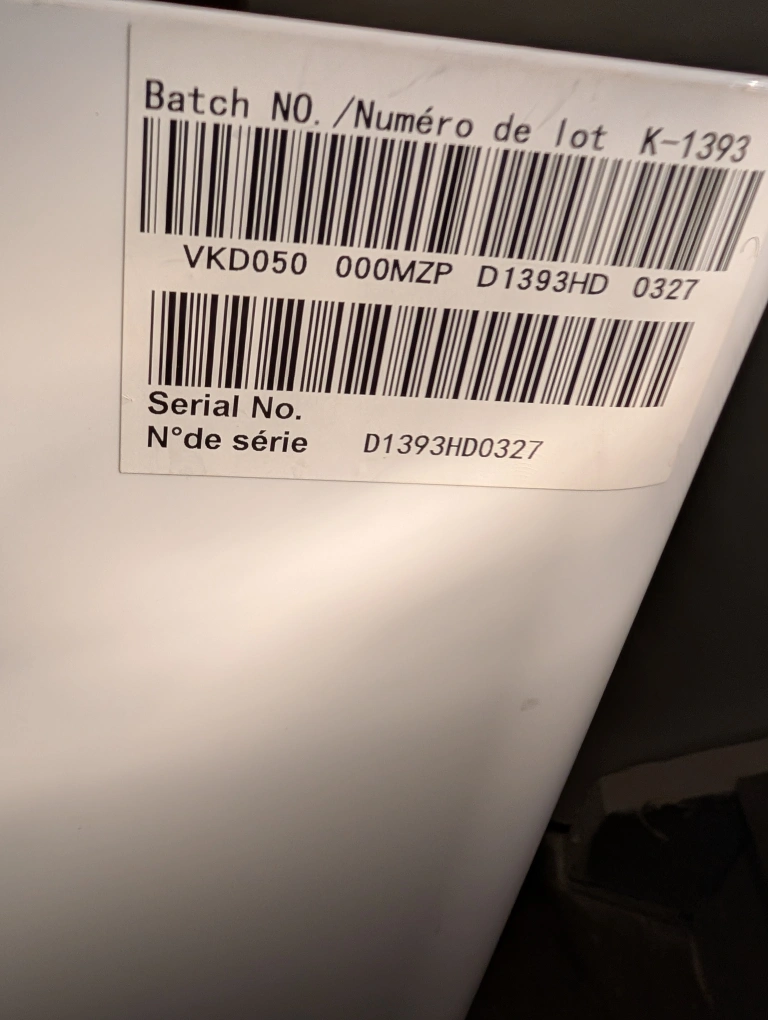 Batch NO./Numéro de lot K-1393
VKD050 000MZP D1393HD 0327
Serial No.
N°de série D1393HD0327